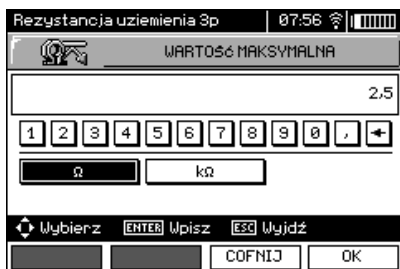 Rezystancja uziemienia 3p 07:56
WARTOŚĆ MAKSYMALNA
2,5
1 2 3 4 5 6 7 8 9 0 ,
Ω kΩ
Wybierz ENTER Wpisz ESC Wyjdź
COFNIJ OK